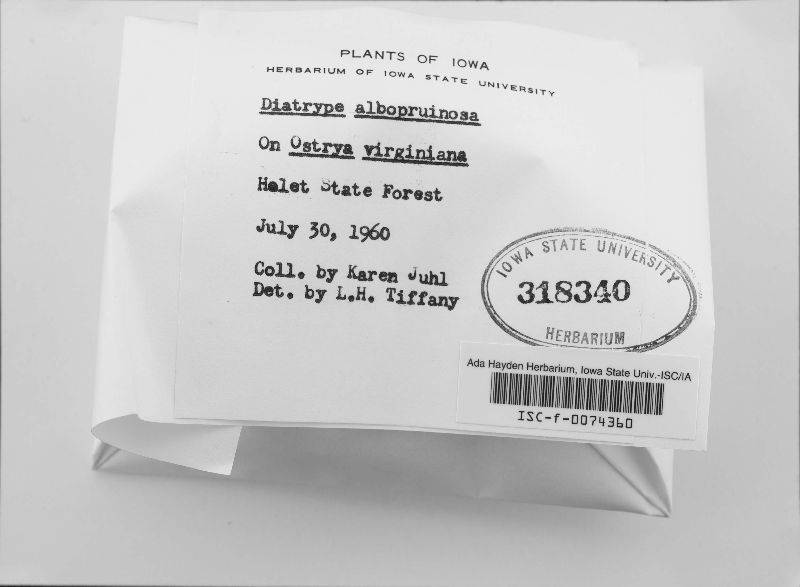 PLANTS OF IOWA
HERBARIUM OF IOWA STATE UNIVERSITY
Diatrype albopruinosa
On Ostrya virginiana
Halet State Forest
July 30, 1960
Coll. by Karen Juhl
Det. by L.H. Tiffany
IOWA STATE UNIVERSITY
318340
HERBARIUM
Ada Hayden Herbarium, Iowa State Univ.-ISC/IA
ISC-f-0074360